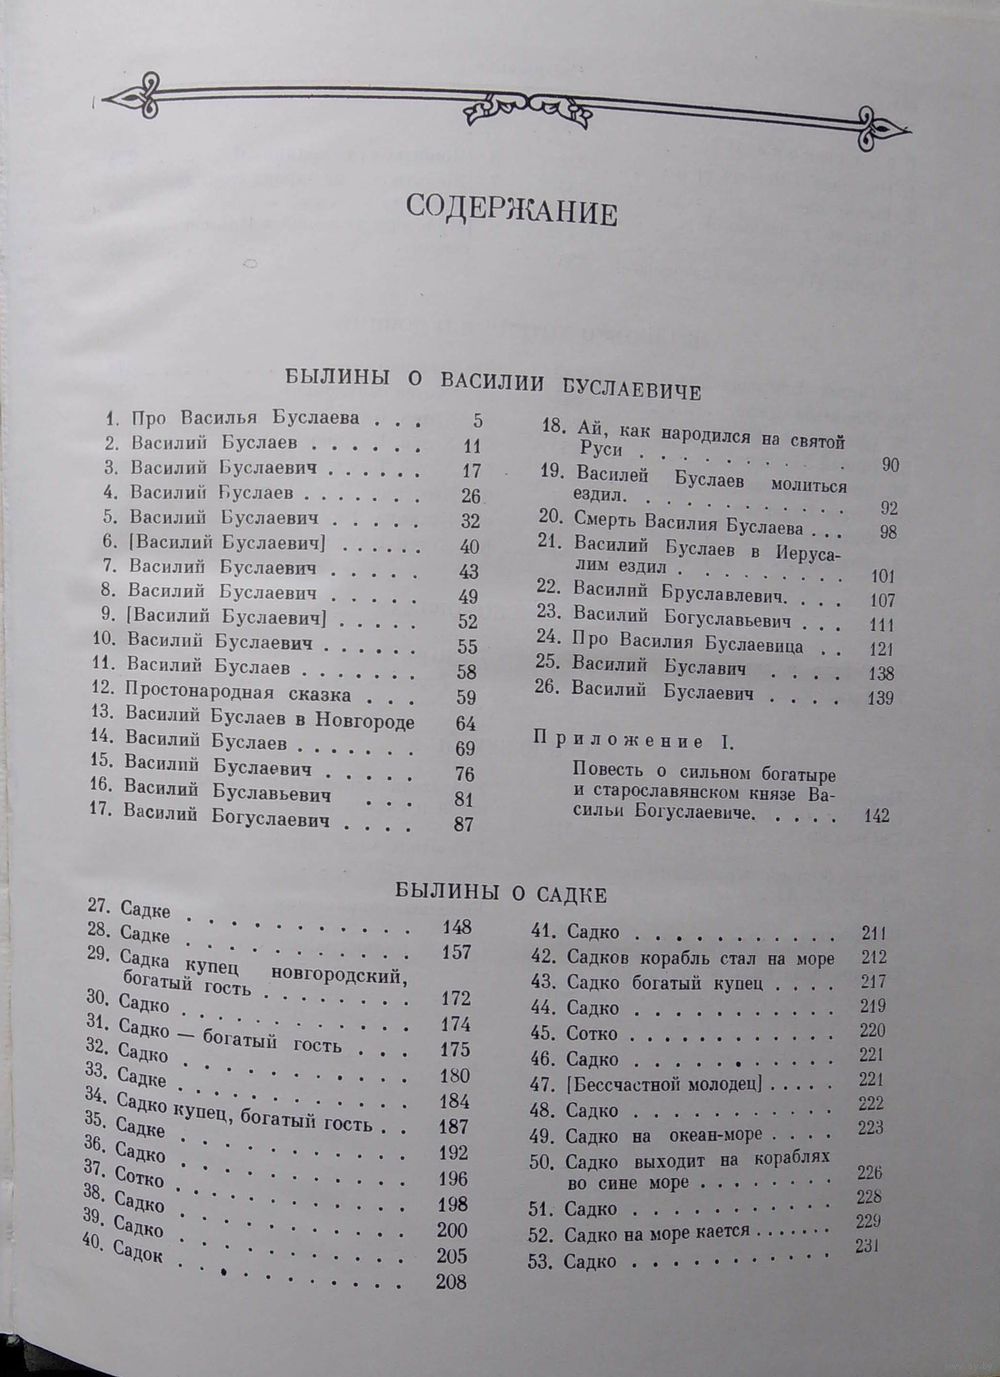 СОДЕРЖАНИЕ
БЫЛИНЫ О ВАСИЛИИ БУСЛАЕВИЧЕ
1. Про Василья Буслаева . . . 5
2. Василий Буслаев . . . . . . 11
3. Василий Буслаевич . . . . . . 17
4. Василий Буслаев . . . . . . . 26
5. Василий Буслаевич . . . . . 32
6. [Василий Буслаевич] . . . . . . 40
7. Василий Буслаевич . . . . . 43
8. Василий Буслаевич . . . . . 49
9. [Василий Буслаевич] . . . . . 52
10. Василий Буслаевич . . . . . . 55
11. Василий Буслаев . . . . . . . 58
12. Простонародная сказка . . . 59
13. Василий Буслаев в Новгороде 64
14. Василий Буслаев . . . . . . . 69
15. Василий Буслаевич . . . . . 76
16. Василий Буславьевич . . . 81
17. Василий Богуслаевич . . . . 87
18. Ай, как народился на святой
Руси . . . . . . . . . . 90
19. Василей Буслаев молиться
ездил. . . . . . . . . . . 92
20. Смерть Василия Буслаева . . . 98
21. Василий Буслаев в Иеруса-
лим ездил . . . . . . . . 101
22. Василий Бруславлевич. . . . 107
23. Василий Богуславьевич . . . 111
24. Про Василия Буслаевица . . 121
25. Василий Буславич . . . . 138
26. Василий Буслаевич . . . . 139
Приложение I.
Повесть о сильном богатыре
и старославянском князе Ва-
сильи Богуслаевиче. . . . . 142
БЫЛИНЫ О САДКЕ
27. Садке . . . . . . . . . . . 148
28. Садке . . . . . . . . . . . 157
29. Садка купец новгородский,
богатый гость . . . . . . . . 172
30. Садко . . . . . . . . . . . 174
31. Садко — богатый гость . . . 175
32. Садко . . . . . . . . . . . 180
33. Садке . . . . . . . . . . . 184
34. Садко купец, богатый гость . . 187
35. Садке . . . . . . . . . . . 192
36. Садко . . . . . . . . . . . 196
37. Сотко . . . . . . . . . . . 198
38. Садко . . . . . . . . . . . 200
39. Садко . . . . . . . . . . . 205
40. Садок . . . . . . . . . . . 208
41. Садко . . . . . . . . . . 211
42. Садков корабль стал на море 212
43. Садко богатый купец . . . . 217
44. Садко . . . . . . . . . . 219
45. Сотко . . . . . . . . . . 220
46. Садко . . . . . . . . . . 221
47. [Бессчастной молодец] . . . . . 221
48. Садко . . . . . . . . . . 222
49. Садко на океан-море . . . . 223
50. Садко выходит на кораблях
во сине море . . . . . . . 226
51. Садко . . . . . . . . . . 228
52. Садко на море кается . . . . . . . 229
53. Садко . . . . . . . . . . 231